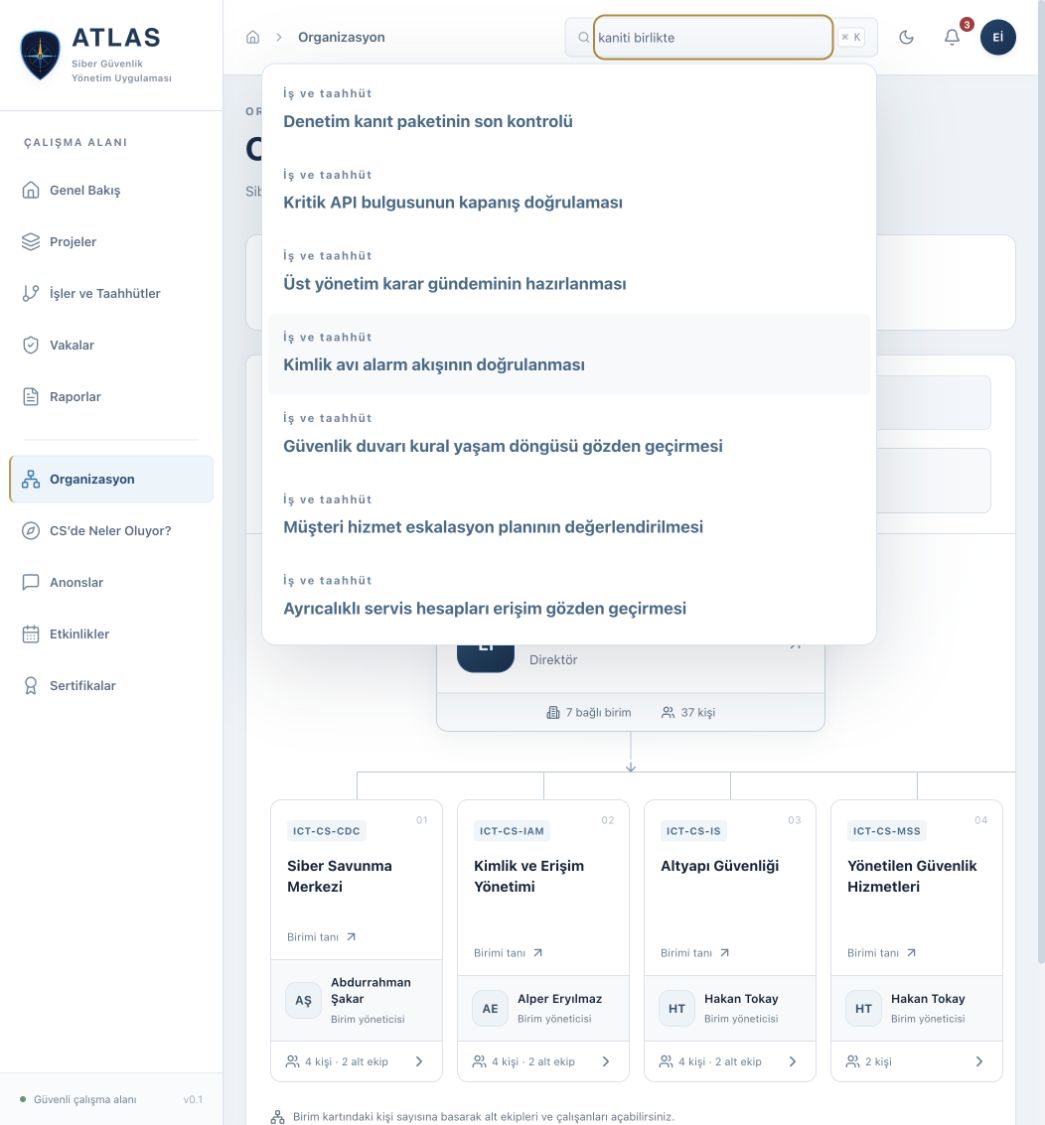 ATLAS
Siber Güvenlik
Yönetim Uygulaması
Organizasyon
kaniti birlikte
⌘ K
3
Eİ
ÇALIŞMA ALANI
Genel Bakış
Projeler
İşler ve Taahhütler
Vakalar
Raporlar
Organizasyon
CS'de Neler Oluyor?
Anonslar
Etkinlikler
Sertifikalar
Güvenli çalışma alanı
v0.1
İş ve taahhüt
Denetim kanıt paketinin son kontrolü
İş ve taahhüt
Kritik API bulgusunun kapanış doğrulaması
İş ve taahhüt
Üst yönetim karar gündeminin hazırlanması
İş ve taahhüt
Kimlik avı alarm akışının doğrulanması
İş ve taahhüt
Güvenlik duvarı kural yaşam döngüsü gözden geçirmesi
İş ve taahhüt
Müşteri hizmet eskalasyon planının değerlendirilmesi
İş ve taahhüt
Ayrıcalıklı servis hesapları erişim gözden geçirmesi
Direktör
7 bağlı birim
37 kişi
ICT-CS-CDC
01
Siber Savunma
Merkezi
Birimi tanı
AŞ
Abdurrahman
Şakar
Birim yöneticisi
4 kişi · 2 alt ekip
ICT-CS-IAM
02
Kimlik ve Erişim
Yönetimi
Birimi tanı
AE
Alper Eryılmaz
Birim yöneticisi
4 kişi · 2 alt ekip
ICT-CS-IS
03
Altyapı Güvenliği
Birimi tanı
HT
Hakan Tokay
Birim yöneticisi
4 kişi · 2 alt ekip
ICT-CS-MSS
04
Yönetilen Güvenlik
Hizmetleri
Birimi tanı
HT
Hakan Tokay
Birim yöneticisi
2 kişi
Birim kartındaki kişi sayısına basarak alt ekipleri ve çalışanları açabilirsiniz.